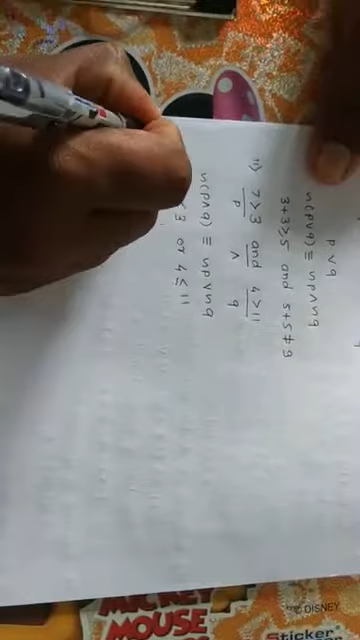 p ∨ q
~(p∨q) ≡ ~p∧~q
3+3≥5 and 5+5≠9
ii) 7>3 and 4>11
p ∧ q
~(p∧q) ≡ ~p∨~q
3 or 4≤11
© DISNEY
MICKEY
MOUSE
Sticker